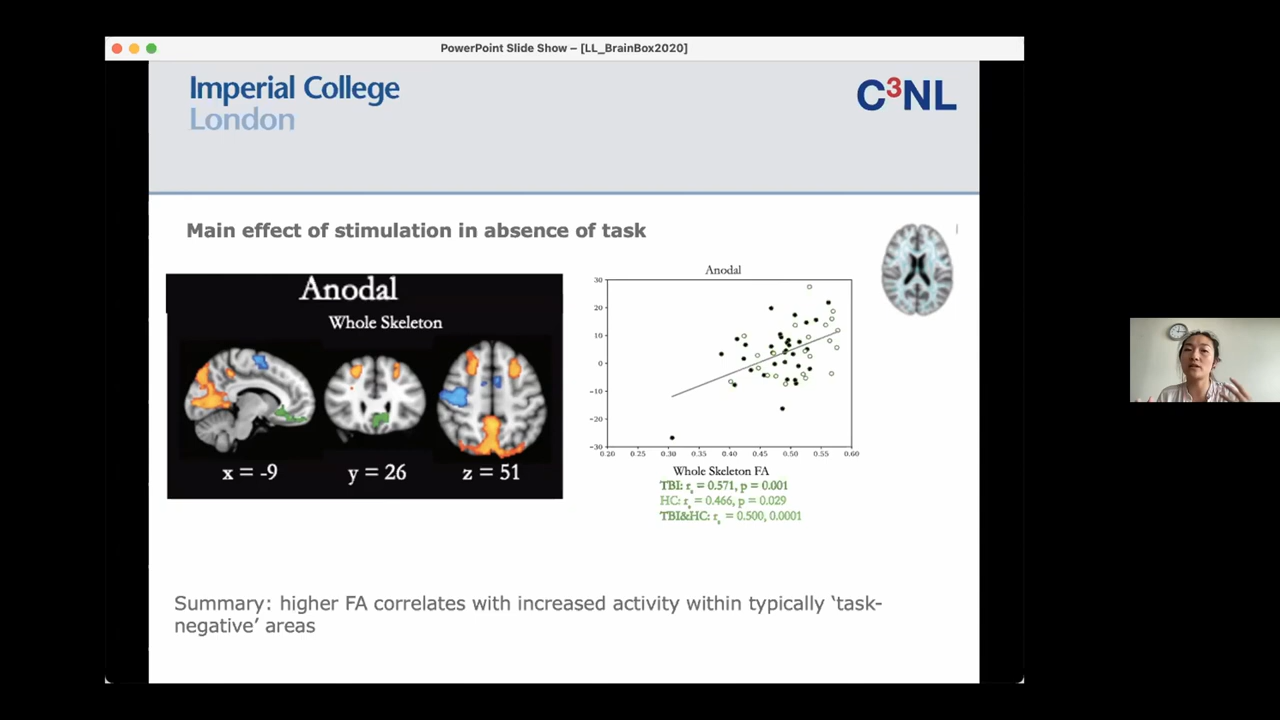 PowerPoint Slide Show – [LL_BrainBox2020]
Imperial College
London
C³NL
Main effect of stimulation in absence of task
Anodal
Whole Skeleton
x = -9 y = 26 z = 51
Anodal
30
20
10
0
−10
−20
−30
0.20 0.25 0.30 0.35 0.40 0.45 0.50 0.55 0.60
Whole Skeleton FA
TBI: rs = 0.571, p = 0.001
HC: rs = 0.466, p = 0.029
TBI&HC: rs = 0.500, 0.0001
Summary: higher FA correlates with increased activity within typically ‘task-
negative’ areas